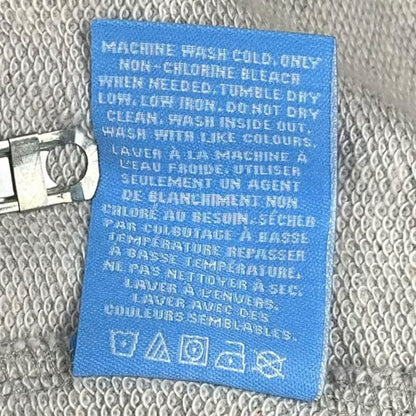 MACHINE WASH COLD, ONLY
NON-CHLORINE BLEACH
WHEN NEEDED, TUMBLE DRY
LOW, LOW IRON, DO NOT DRY
CLEAN, WASH INSIDE OUT,
WASH WITH LIKE COLOURS.
LAVER À LA MACHINE À
L'EAU FROIDE, UTILISER
SEULEMENT UN AGENT
DE BLANCHIMENT NON
CHLORÉ AU BESOIN, SÉCHER
PAR CULBUTAGE À BASSE
TEMPÉRATURE REPASSER
À BASSE TEMPÉRATURE,
NE PAS NETTOYER À SEC,
LAVER À L'ENVERS,
LAVER AVEC DES
COULEURS SEMBLABLES.